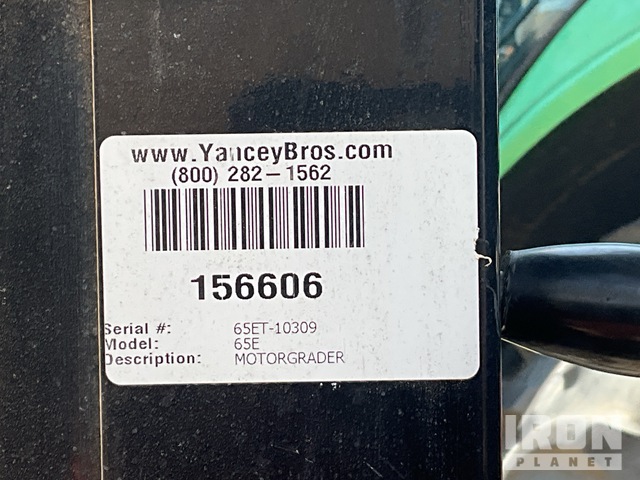 www.YanceyBros.com
(800) 282-1562
156606
Serial #: 65ET-10309
Model: 65E
Description: MOTORGRADER
IRON
PLANET